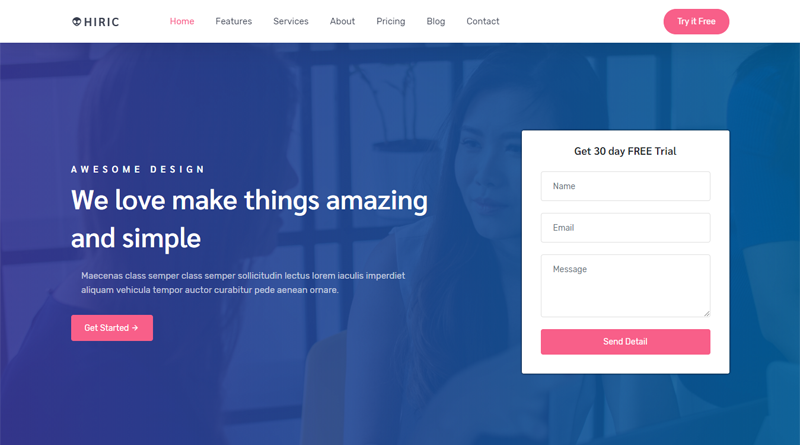 HIRIC
Home Features Services About Pricing Blog Contact
Try it Free
AWESOME DESIGN
We love make things amazing
and simple
Maecenas class semper class semper sollicitudin lectus lorem iaculis imperdiet
aliquam vehicula tempor auctor curabitur pede aenean ornare.
Get Started →
Get 30 day FREE Trial
Name
Email
Message
Send Detail